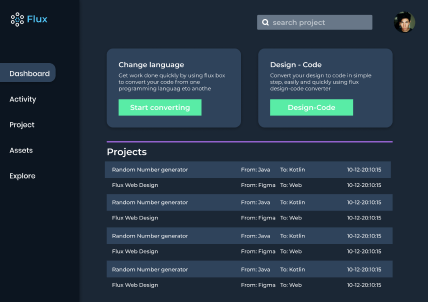 Flux
search project
Dashboard
Activity
Project
Assets
Explore
Change language
Get work done quickly by using flux box
to convert your code from one
programming languag eto anothe
Start converting
Design - Code
Convert your design to code in simple
step, easily and quickly using flux
design-code converter
Design-Code
Projects
Random Number generator From: Java To: Kotlin 10-12-20:10:15
Flux Web Design From: Figma To: Web 10-12-20:10:15
Random Number generator From: Java To: Kotlin 10-12-20:10:15
Flux Web Design From: Figma To: Web 10-12-20:10:15
Random Number generator From: Java To: Kotlin 10-12-20:10:15
Flux Web Design From: Figma To: Web 10-12-20:10:15
Random Number generator From: Java To: Kotlin 10-12-20:10:15
Flux Web Design From: Figma To: Web 10-12-20:10:15